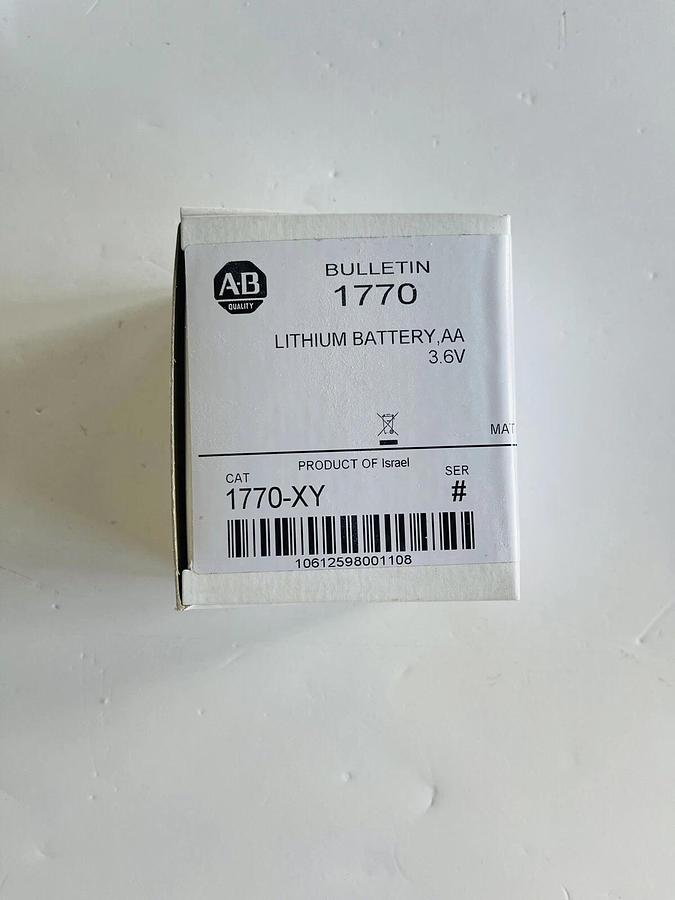 A-B
QUALITY
BULLETIN
1770
LITHIUM BATTERY,AA
3.6V
MAT
PRODUCT OF Israel
CAT
1770-XY
SER
#
10612598001108